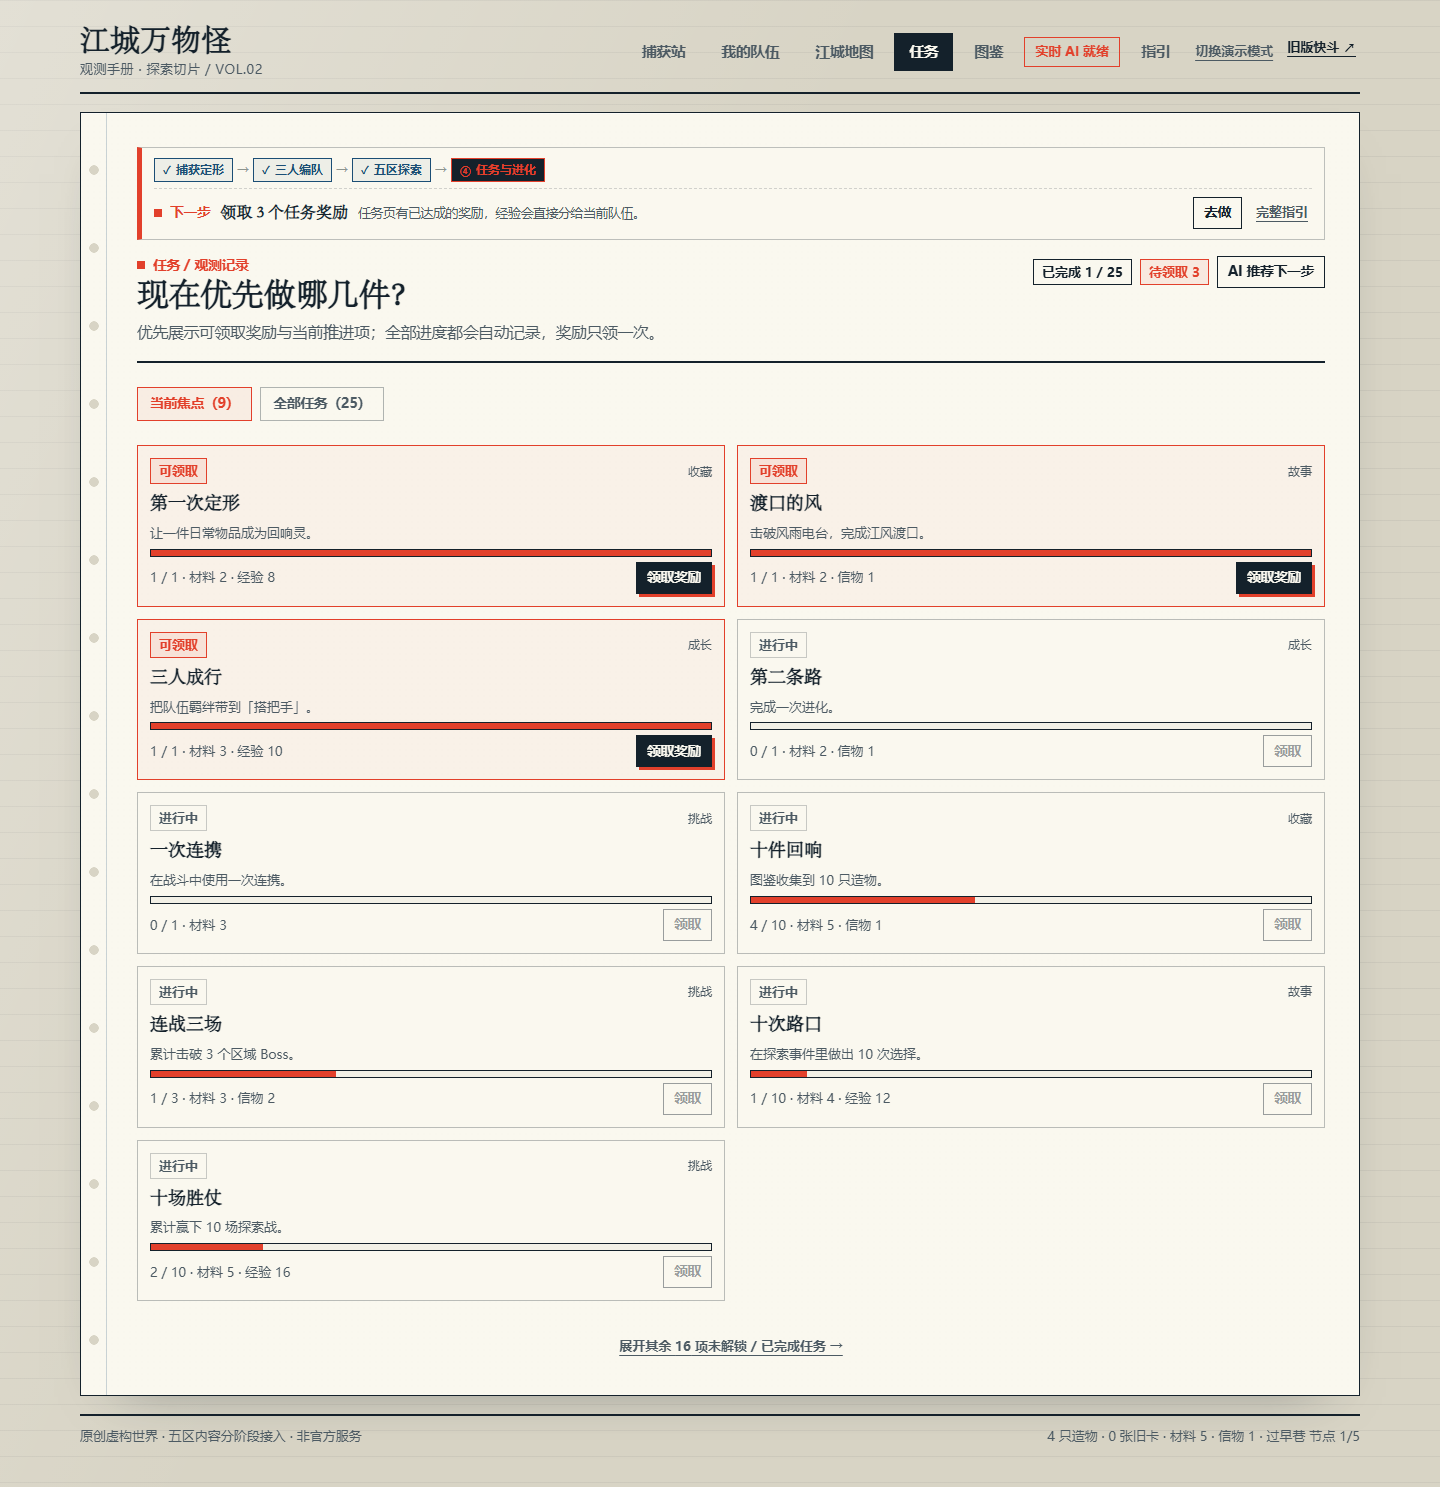 江城万物怪
观测手册 · 探索切片 / VOL.02
捕获站 我的队伍 江城地图 任务 图鉴 实时 AI 就绪 指引 切换演示模式 旧版快斗 ↗
✓ 捕获定形 → ✓ 三人编队 → ✓ 五区探索 → ④ 任务与进化
下一步 领取 3 个任务奖励 任务页有已达成的奖励，经验会直接分给当前队伍。 去做 完整指引
任务 / 观测记录
现在优先做哪几件？
已完成 1 / 25 待领取 3 AI 推荐下一步
优先展示可领取奖励与当前推进项；全部进度都会自动记录，奖励只领一次。
当前焦点（9） 全部任务（25）
可领取 收藏
第一次定形
让一件日常物品成为回响灵。
1 / 1 · 材料 2 · 经验 8 领取奖励
可领取 故事
渡口的风
击破风雨电台，完成江风渡口。
1 / 1 · 材料 2 · 信物 1 领取奖励
可领取 成长
三人成行
把队伍羁绊带到「搭把手」。
1 / 1 · 材料 3 · 经验 10 领取奖励
进行中 成长
第二条路
完成一次进化。
0 / 1 · 材料 2 · 信物 1 领取
进行中 挑战
一次连携
在战斗中使用一次连携。
0 / 1 · 材料 3 领取
进行中 收藏
十件回响
图鉴收集到 10 只造物。
4 / 10 · 材料 5 · 信物 1 领取
进行中 挑战
连战三场
累计击破 3 个区域 Boss。
1 / 3 · 材料 3 · 信物 2 领取
进行中 故事
十次路口
在探索事件里做出 10 次选择。
1 / 10 · 材料 4 · 经验 12 领取
进行中 挑战
十场胜仗
累计赢下 10 场探索战。
2 / 10 · 材料 5 · 经验 16 领取
展开其余 16 项未解锁 / 已完成任务 →
原创虚构世界 · 五区内容分阶段接入 · 非官方服务
4 只造物 · 0 张旧卡 · 材料 5 · 信物 1 · 过早巷 节点 1/5